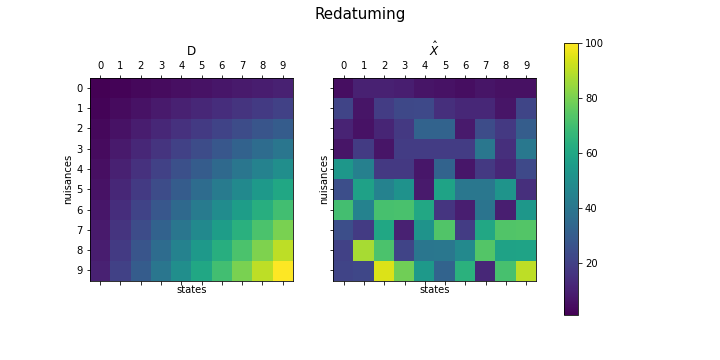 Redatuming
D
X̂
0 1 2 3 4 5 6 7 8 9
0 1 2 3 4 5 6 7 8 9
0
1
2
3
4
5
6
7
8
9
nuisances
nuisances
states
states
100
80
60
40
20